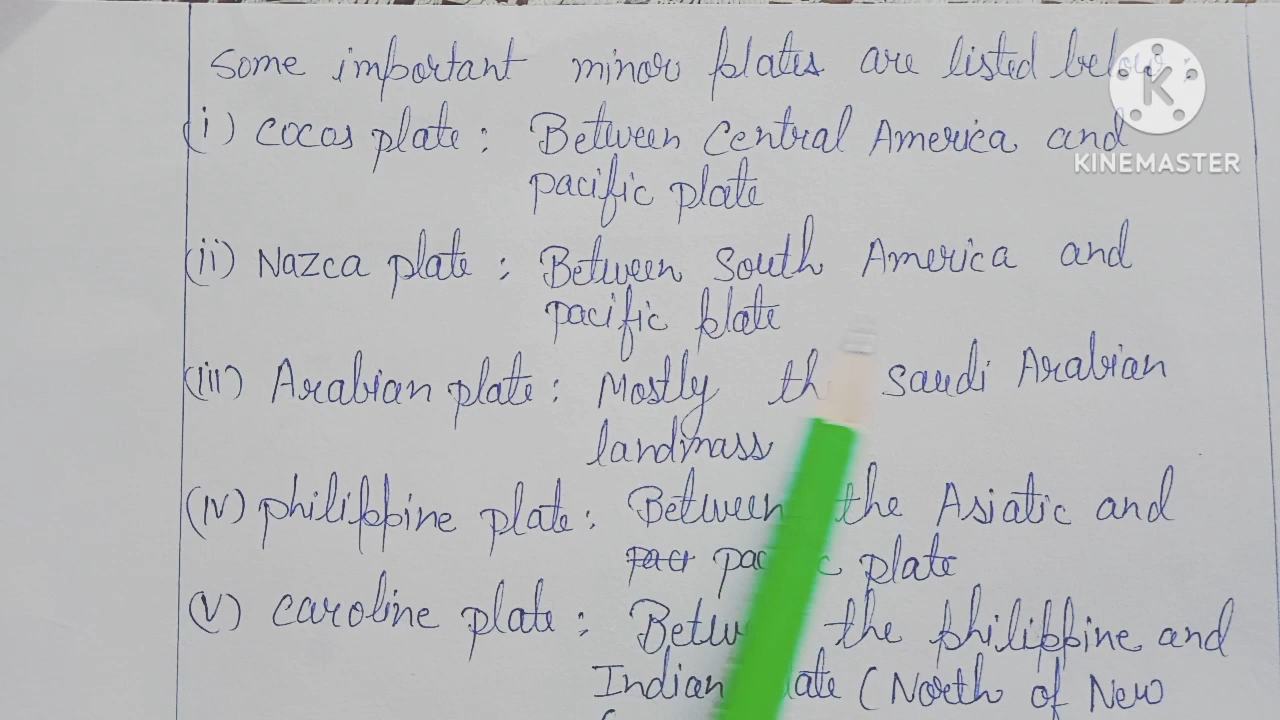 Some important minor plates are listed below:
KINEMASTER
(i) Cocos plate: Between Central America and
pacific plate
(ii) Nazca plate: Between South America and
pacific plate
(iii) Arabian plate: Mostly the Saudi Arabian
landmass
(iv) philippine plate: Between the Asiatic and
pacific plate
(v) Caroline plate: Between the philippine and
Indian plate (North of New